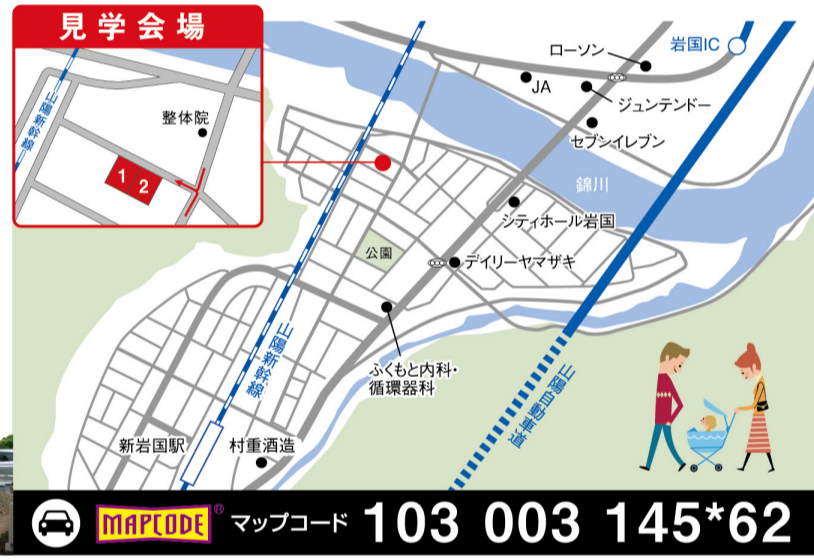 見学会場
山陽新幹線
整体院
1
2
ローソン
岩国IC
JA
ジュンテンドー
セブンイレブン
錦川
シティホール岩国
公園
デイリーヤマザキ
ふくもと内科・
循環器科
山陽新幹線
山陽自動車道
新岩国駅
村重酒造
MAPCODE® マップコード 103 003 145*62